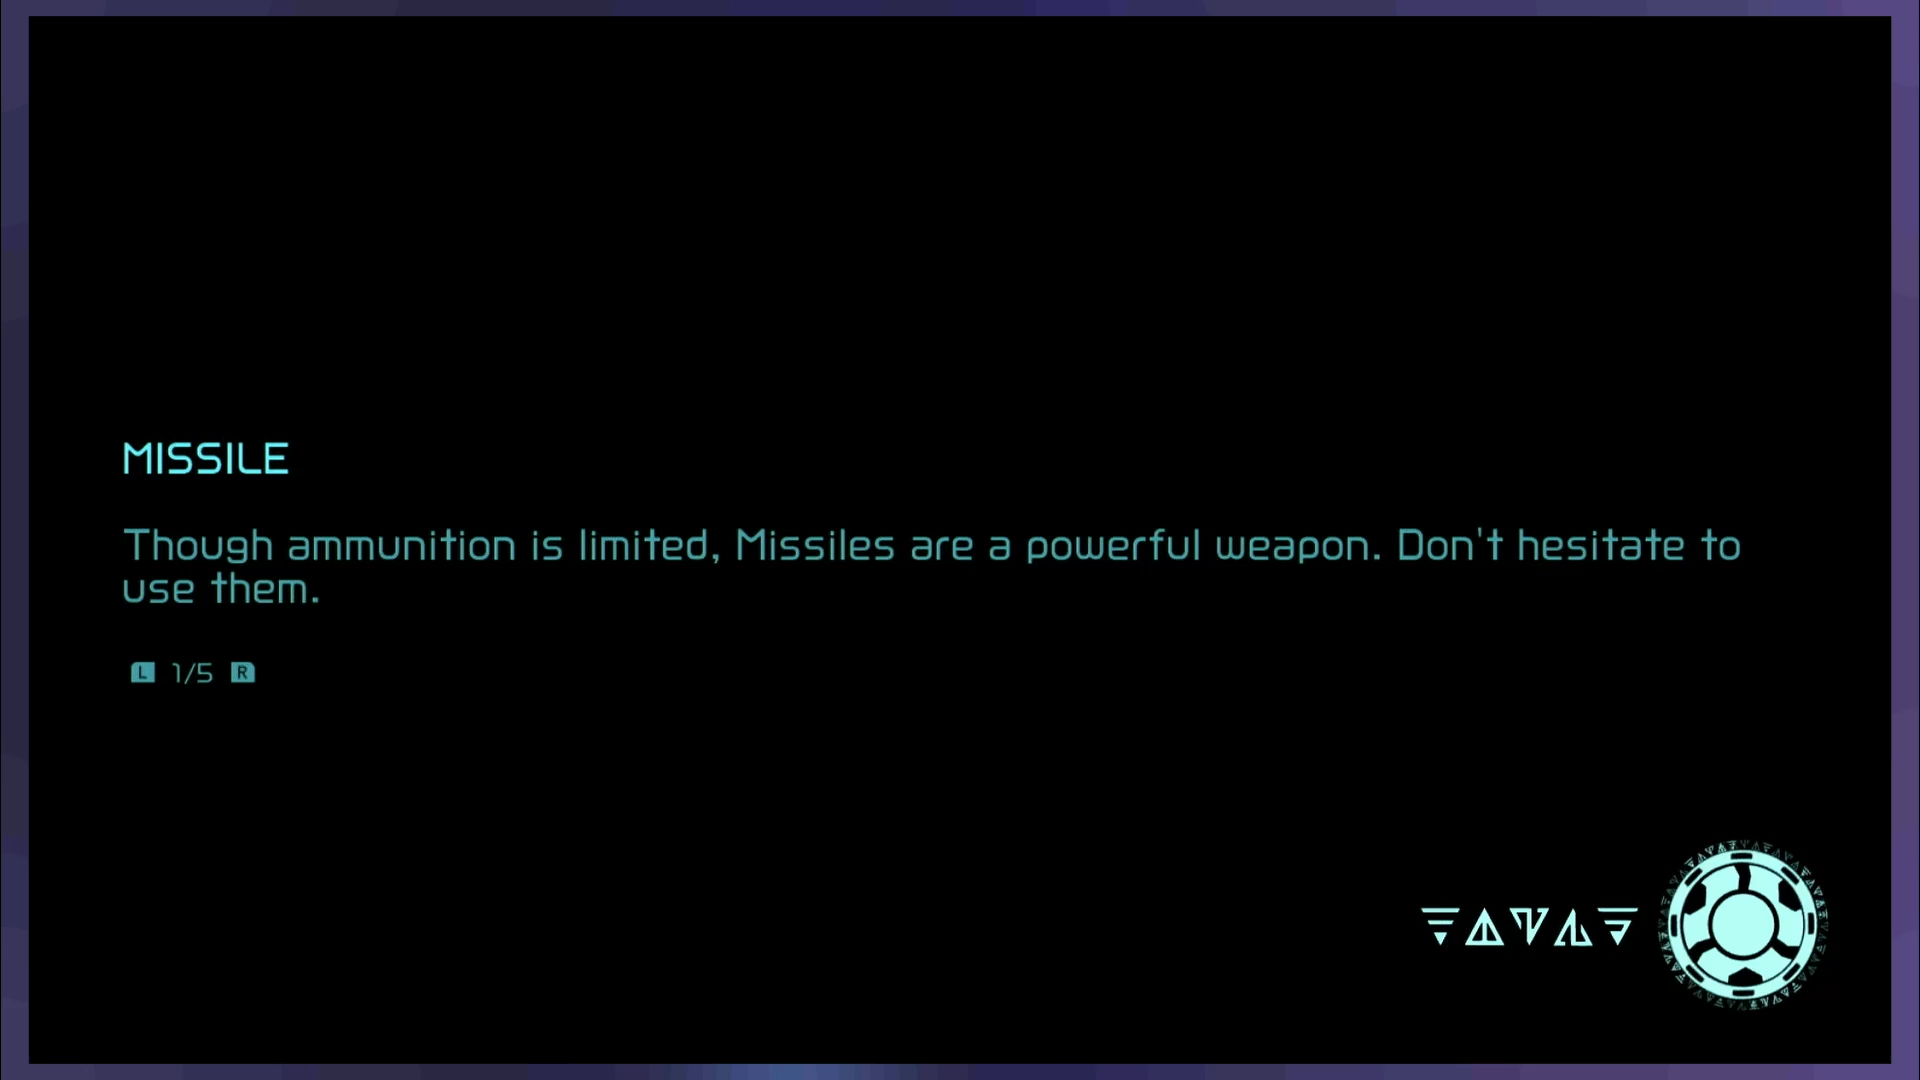 MISSILE
Though ammunition is limited, Missiles are a powerful weapon. Don't hesitate to
use them.
L 1/5 R